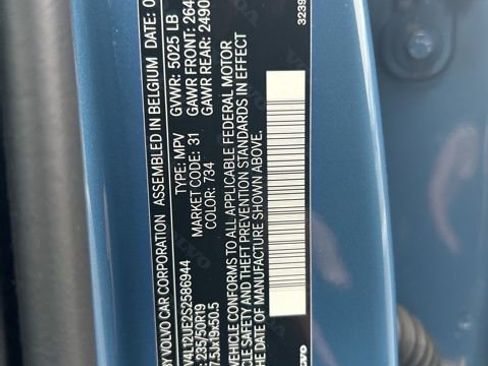 BY VOLVO CAR CORPORATION ASSEMBLED IN BELGIUM DATE: 0
GVWR: 5025 LB
GAWR FRONT: 264
GAWR REAR: 2490
V4L12UE2S2586944 TYPE: MPV
: 235/50R19 MARKET CODE: 31
7.5Jx19x50.5 COLOR: 734
VEHICLE CONFORMS TO ALL APPLICABLE FEDERAL MOTOR
VEHICLE SAFETY AND THEFT PREVENTION STANDARDS IN EFFECT
DATE OF MANUFACTURE SHOWN ABOVE.
3239
VOLVO